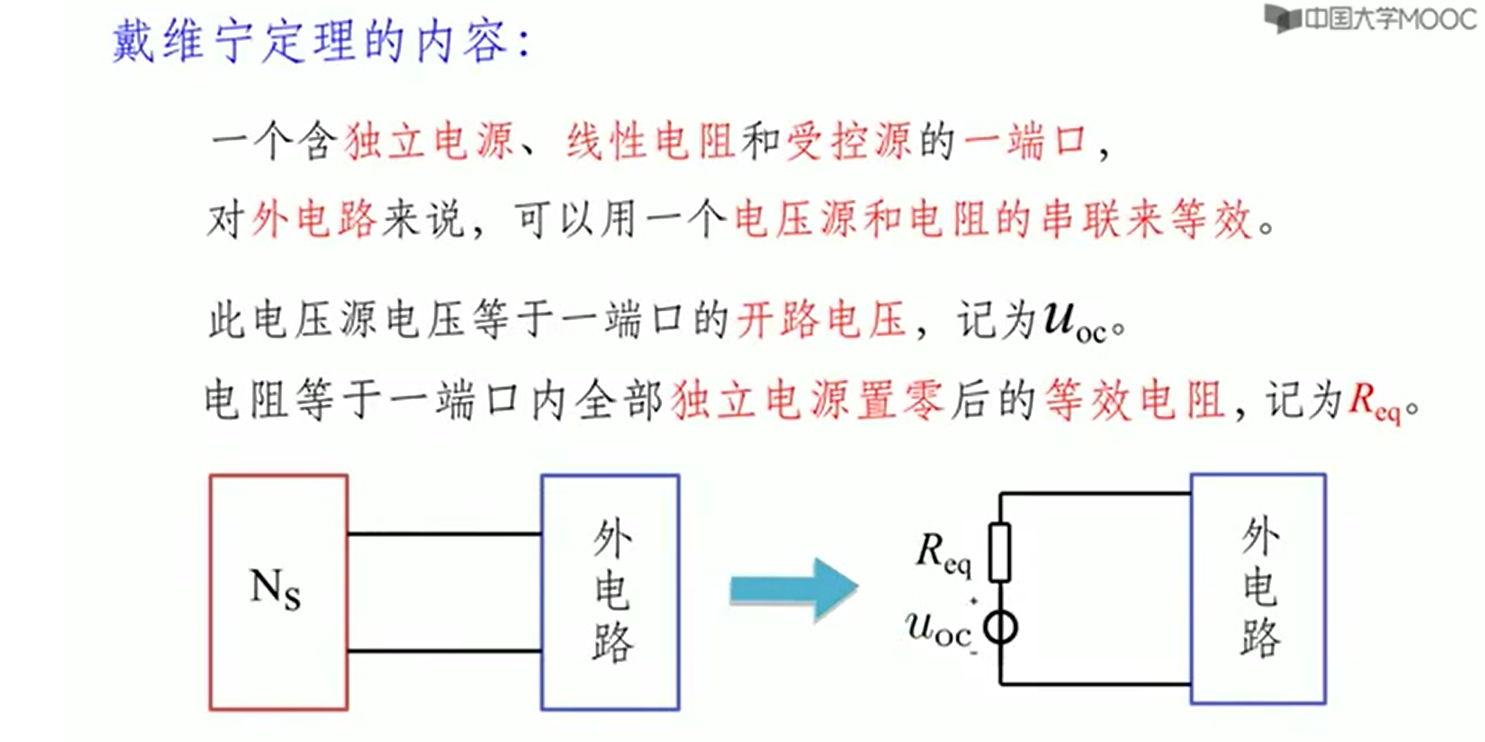 中国大学MOOC
戴维宁定理的内容：
一个含独立电源、线性电阻和受控源的一端口，
对外电路来说，可以用一个电压源和电阻的串联来等效。
此电压源电压等于一端口的开路电压，记为uoc。
电阻等于一端口内全部独立电源置零后的等效电阻，记为Req。
NS
外电路
Req
+
uOC
-
外电路